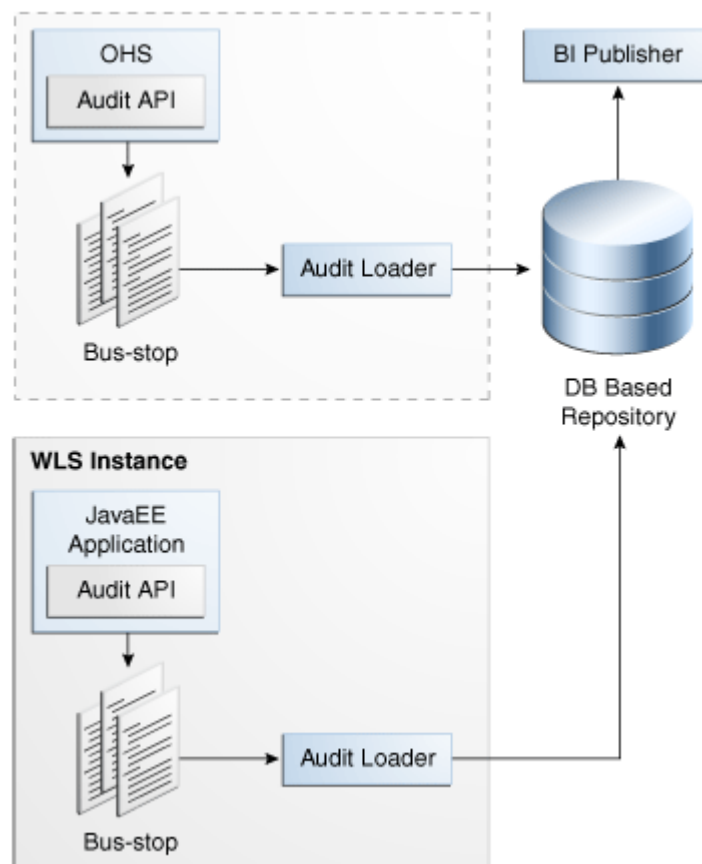 OHS
Audit API
BI Publisher
Audit Loader
Bus-stop
DB Based
Repository
WLS Instance
JavaEE
Application
Audit API
Audit Loader
Bus-stop